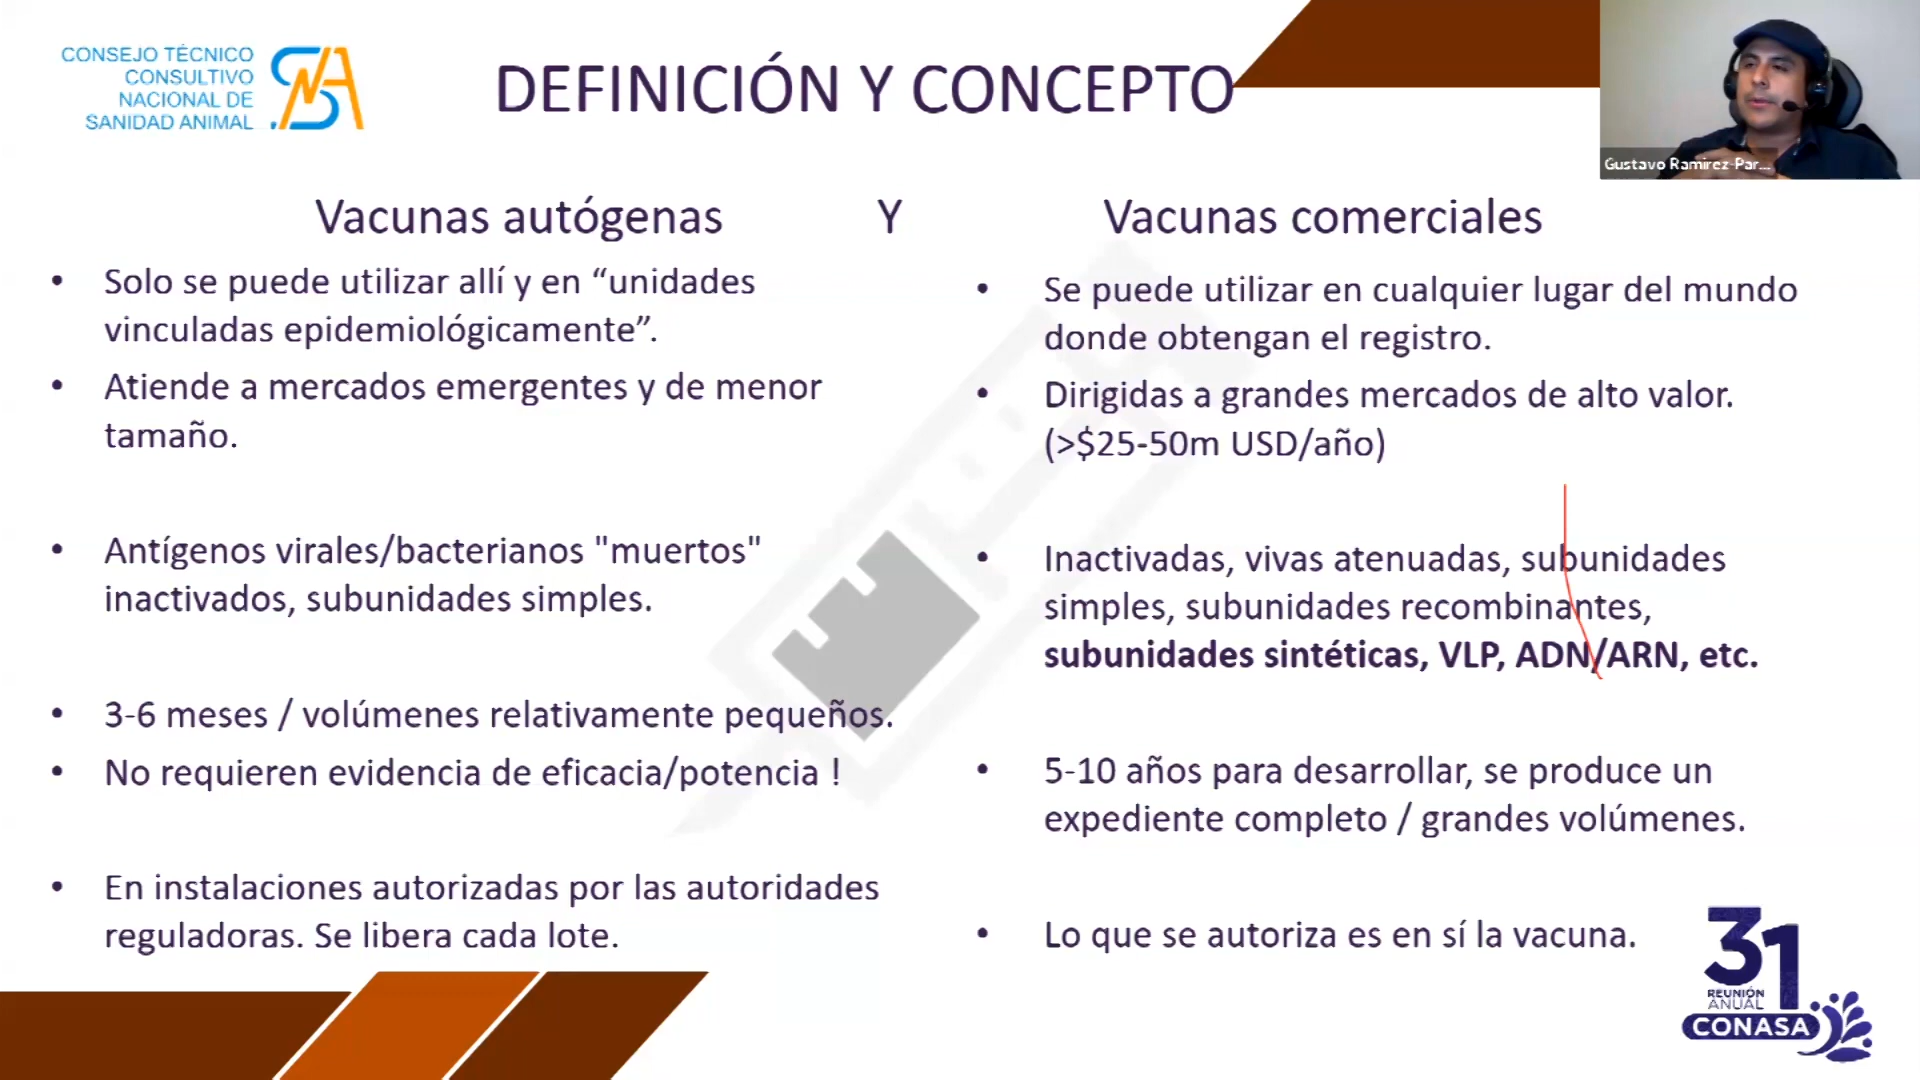 CONSEJO TÉCNICO
CONSULTIVO
NACIONAL DE
SANIDAD ANIMAL
DEFINICIÓN Y CONCEPTO
Gustavo Ramirez-Par...
Vacunas autógenas Y Vacunas comerciales
• Solo se puede utilizar allí y en “unidades
vinculadas epidemiológicamente”.
• Atiende a mercados emergentes y de menor
tamaño.
• Antígenos virales/bacterianos "muertos"
inactivados, subunidades simples.
• 3-6 meses / volúmenes relativamente pequeños.
• No requieren evidencia de eficacia/potencia !
• En instalaciones autorizadas por las autoridades
reguladoras. Se libera cada lote.
• Se puede utilizar en cualquier lugar del mundo
donde obtengan el registro.
• Dirigidas a grandes mercados de alto valor.
(>$25-50m USD/año)
• Inactivadas, vivas atenuadas, subunidades
simples, subunidades recombinantes,
subunidades sintéticas, VLP, ADN/ARN, etc.
• 5-10 años para desarrollar, se produce un
expediente completo / grandes volúmenes.
• Lo que se autoriza es en sí la vacuna.
31
REUNIÓN
ANUAL
CONASA